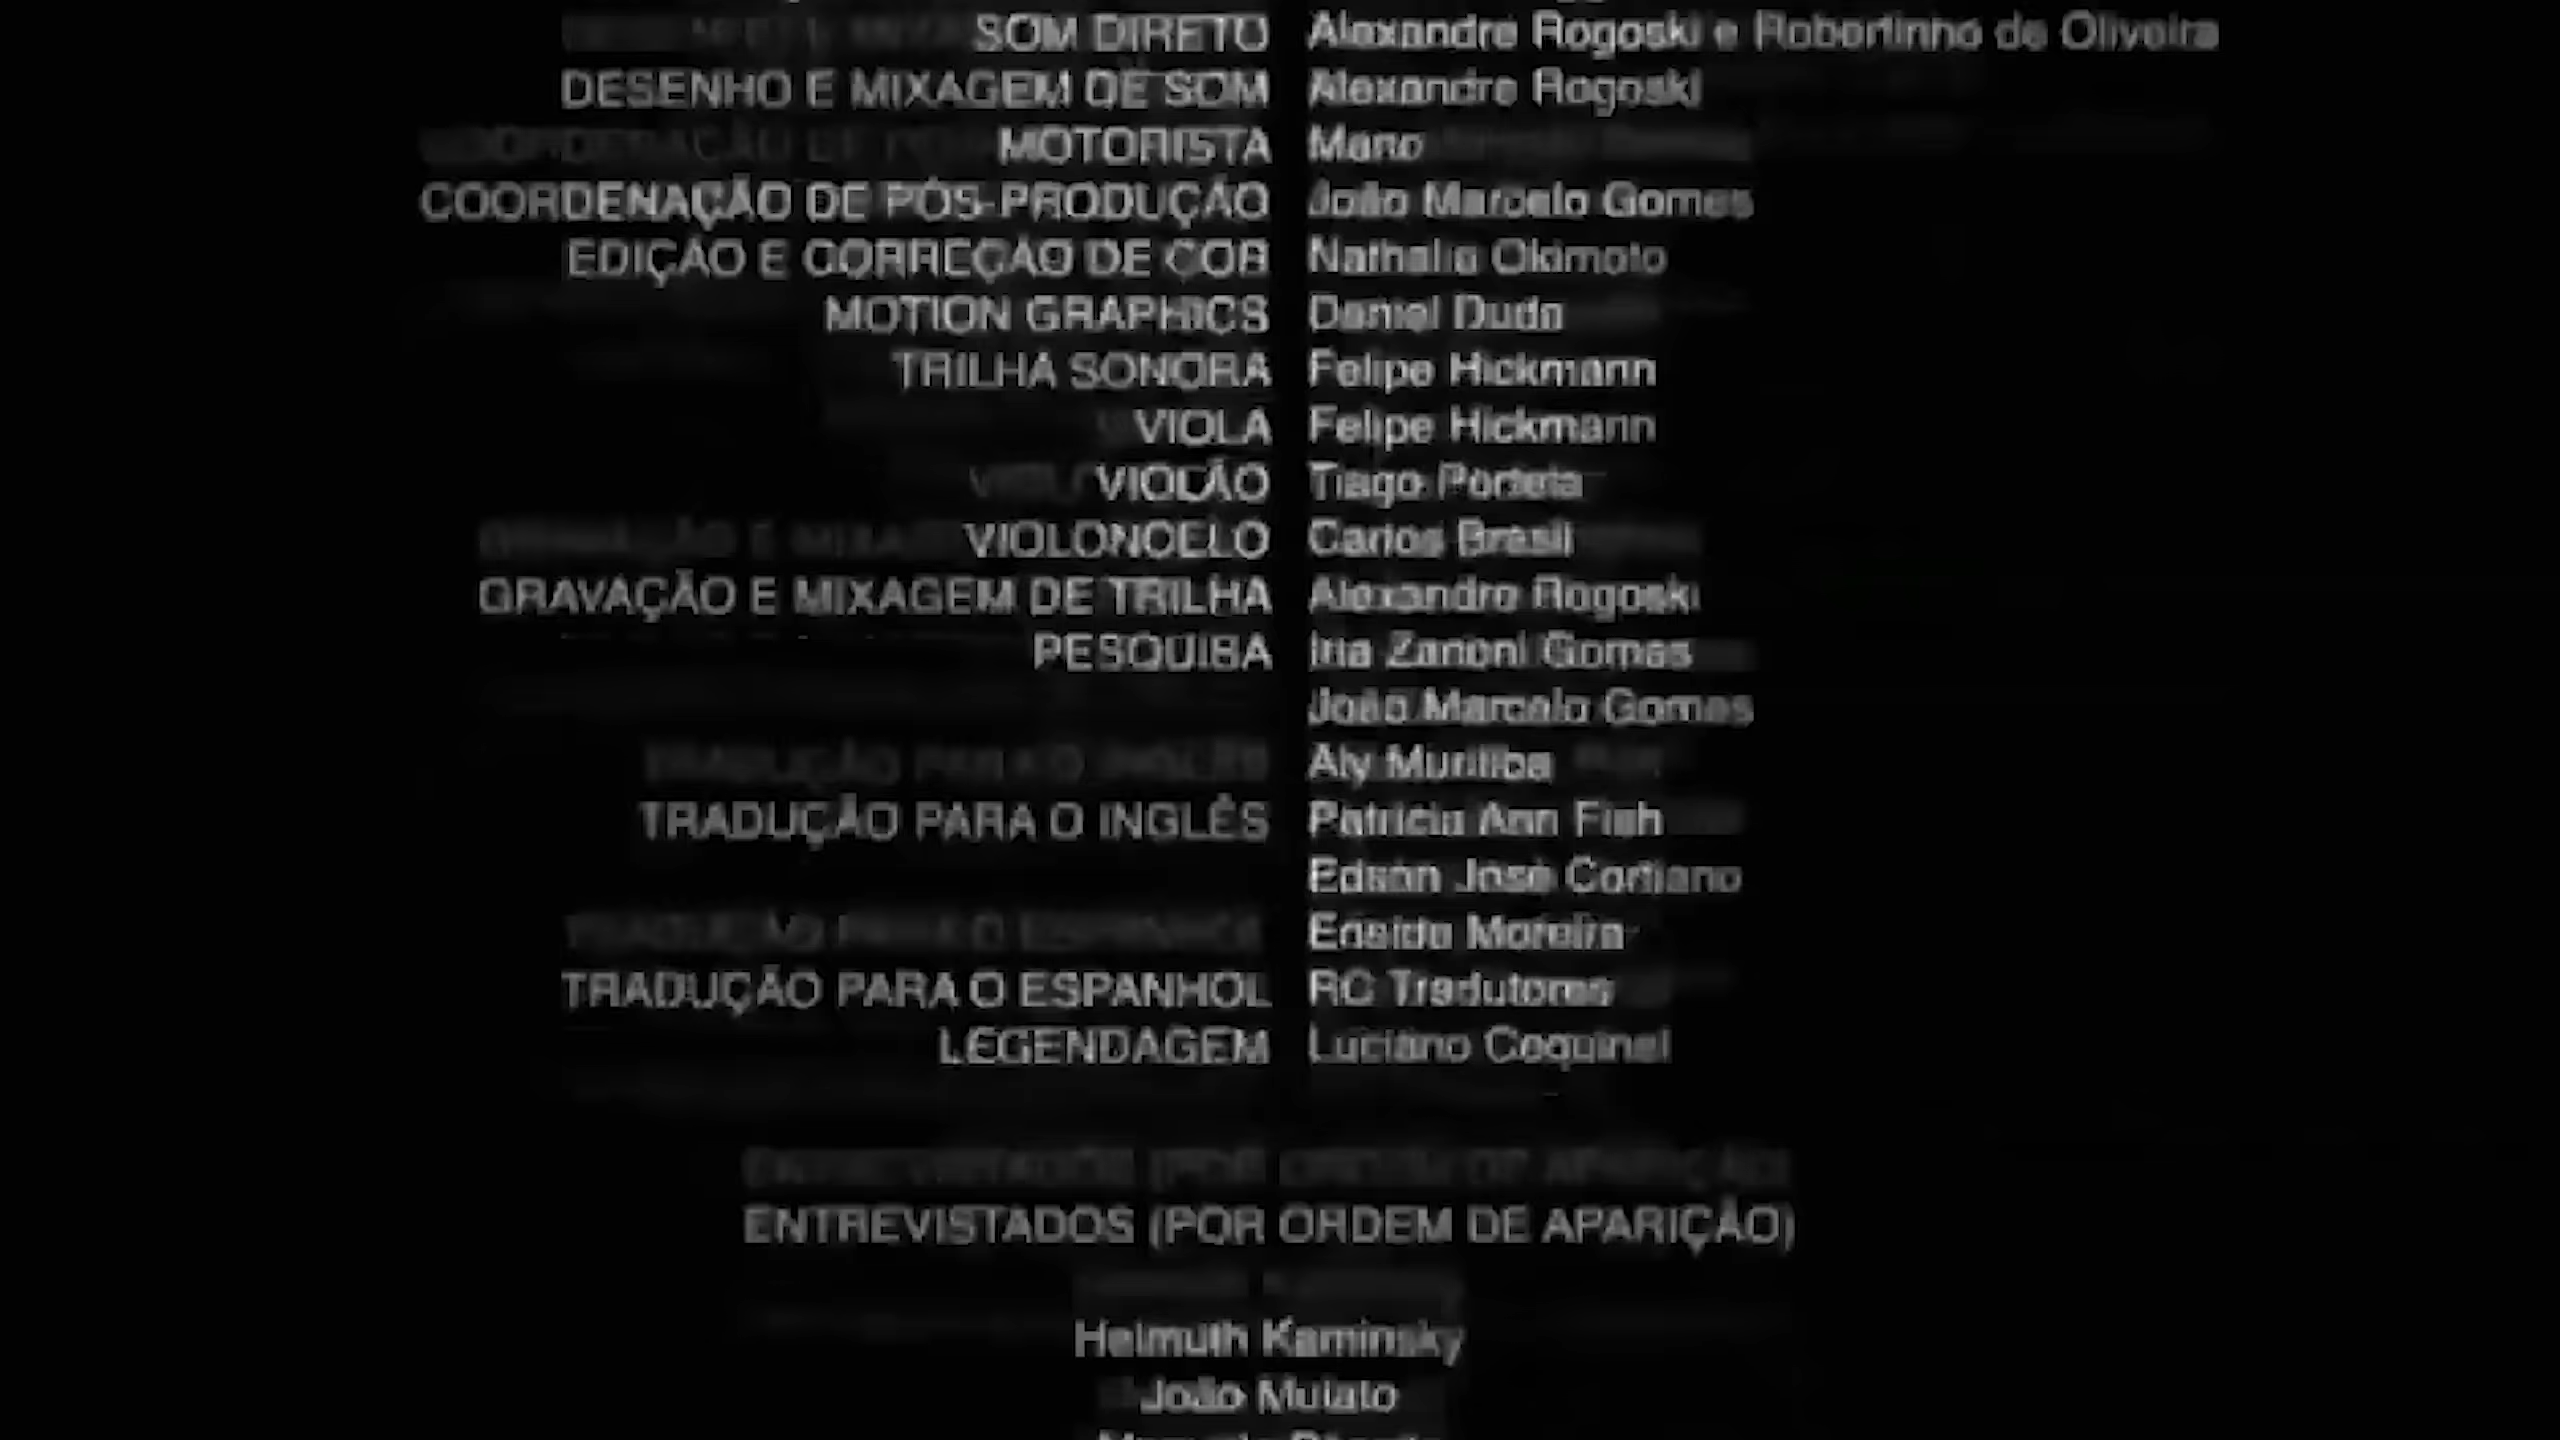 SOM DIRETO Alexandre Rogoski e Robertinho de Oliveira
DESENHO E MIXAGEM DE SOM Alexandre Rogoski
MOTORISTA Mano
COORDENAÇÃO DE PÓS-PRODUÇÃO João Marcelo Gomes
EDIÇÃO E CORREÇÃO DE COR Nathalia Okimoto
MOTION GRAPHICS Daniel Duda
TRILHA SONORA Felipe Hickmann
VIOLA Felipe Hickmann
VIOLÃO Tiago Portela
VIOLONCELO Carlos Brasil
GRAVAÇÃO E MIXAGEM DE TRILHA Alexandre Rogoski
PESQUISA Iria Zanoni Gomes
João Marcelo Gomes
Aly Muritiba
TRADUÇÃO PARA O INGLÊS Patricia Ann Fish
Edson José Cortiano
Eneida Moreira
TRADUÇÃO PARA O ESPANHOL RC Tradutores
LEGENDAGEM Luciano Coquinel
ENTREVISTADOS (POR ORDEM DE APARIÇÃO)
Helmuth Kaminsky
João Mulato